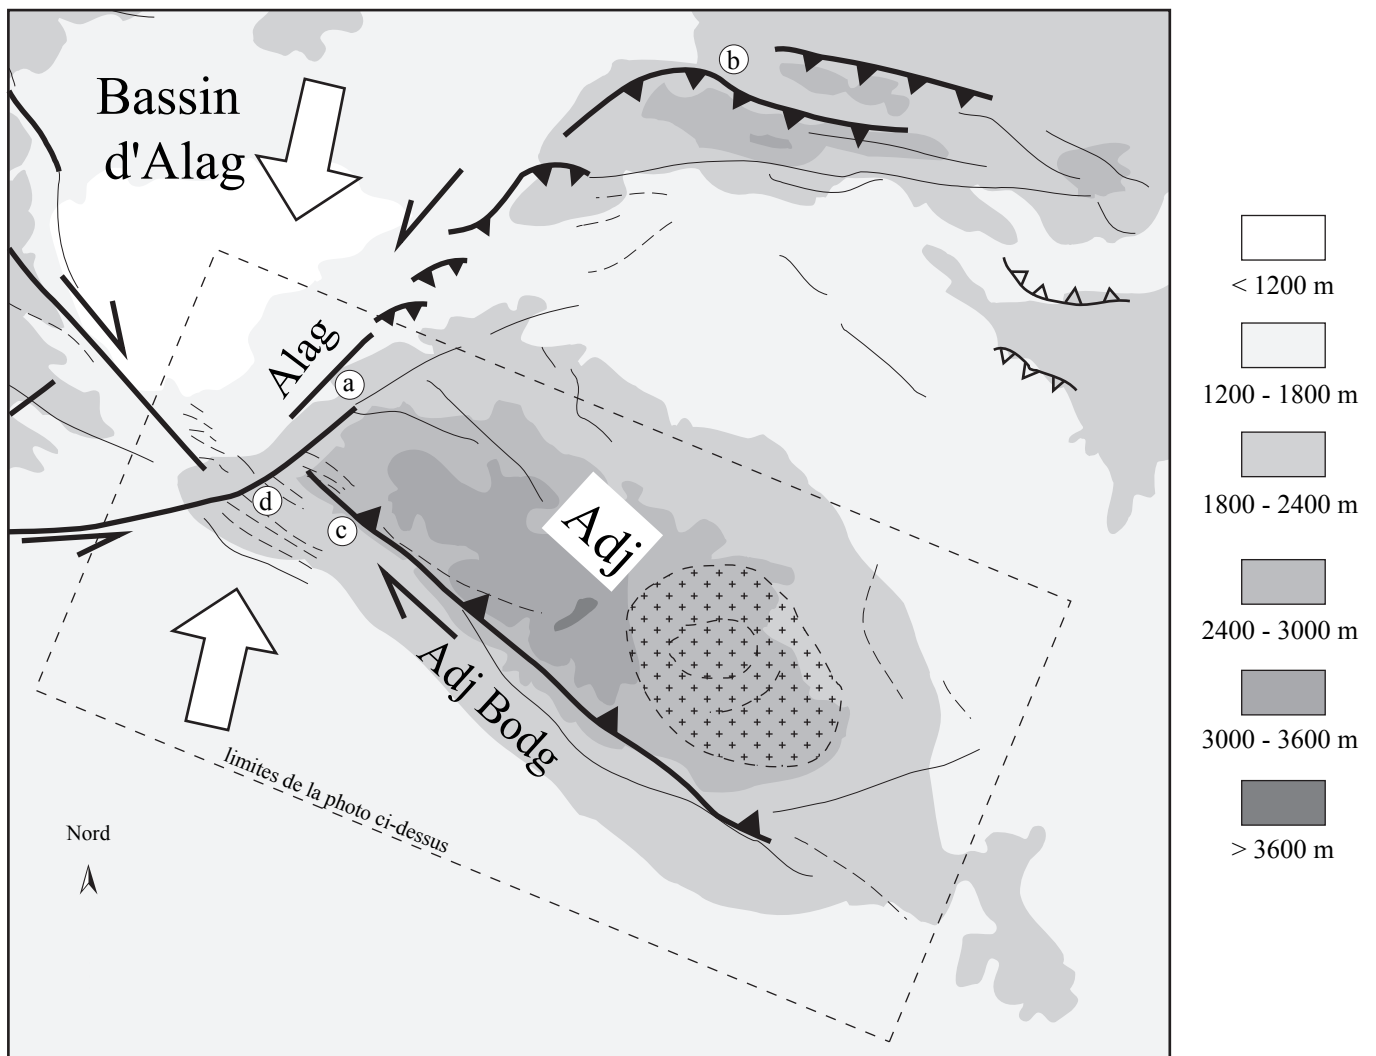 Bassin
d'Alag
b
Alag
a
d
c
Adj
Adj Bodg
limites de la photo ci-dessus
Nord
< 1200 m
1200 - 1800 m
1800 - 2400 m
2400 - 3000 m
3000 - 3600 m
> 3600 m